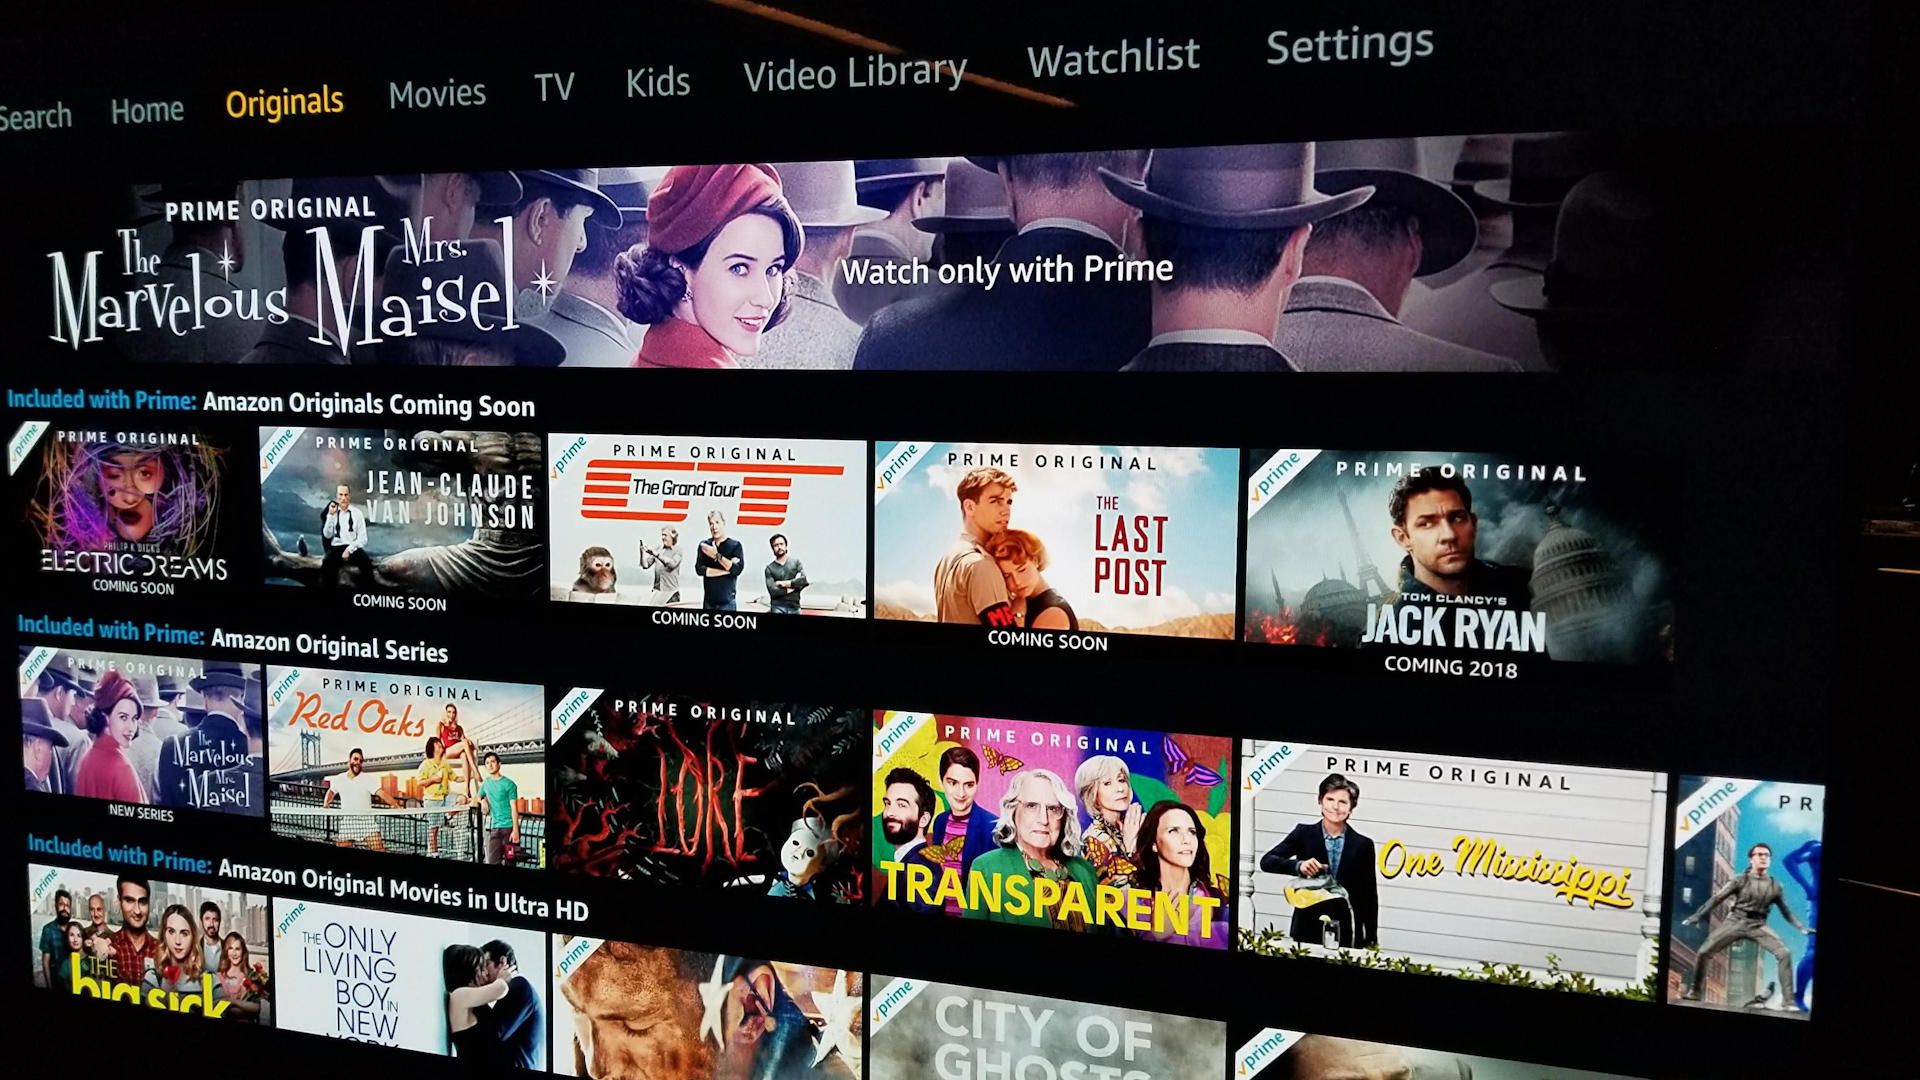 Search Home Originals Movies TV Kids Video Library Watchlist Settings
PRIME ORIGINAL
The Marvelous Mrs. Maisel
Watch only with Prime
Included with Prime: Amazon Originals Coming Soon
prime
PRIME ORIGINAL
PHILIP K. DICK'S
ELECTRIC DREAMS
COMING SOON
prime
PRIME ORIGINAL
JEAN-CLAUDE
VAN JOHNSON
COMING SOON
prime
PRIME ORIGINAL
GT
The Grand Tour
COMING SOON
prime
PRIME ORIGINAL
THE
LAST
POST
MP
COMING SOON
prime
PRIME ORIGINAL
TOM CLANCY'S
JACK RYAN
COMING 2018
Included with Prime: Amazon Original Series
prime
PRIME ORIGINAL
The Marvelous
Mrs.
Maisel
NEW SERIES
prime
PRIME ORIGINAL
Red Oaks
prime
PRIME ORIGINAL
LORE
prime
PRIME ORIGINAL
TRANSPARENT
prime
PRIME ORIGINAL
One Mississippi
prime
PR
Included with Prime: Amazon Original Movies in Ultra HD
prime
THE
big sick
prime
THE ONLY
LIVING
BOY IN
NEW
YORK
prime
prime
CITY OF
GHOSTS
prime